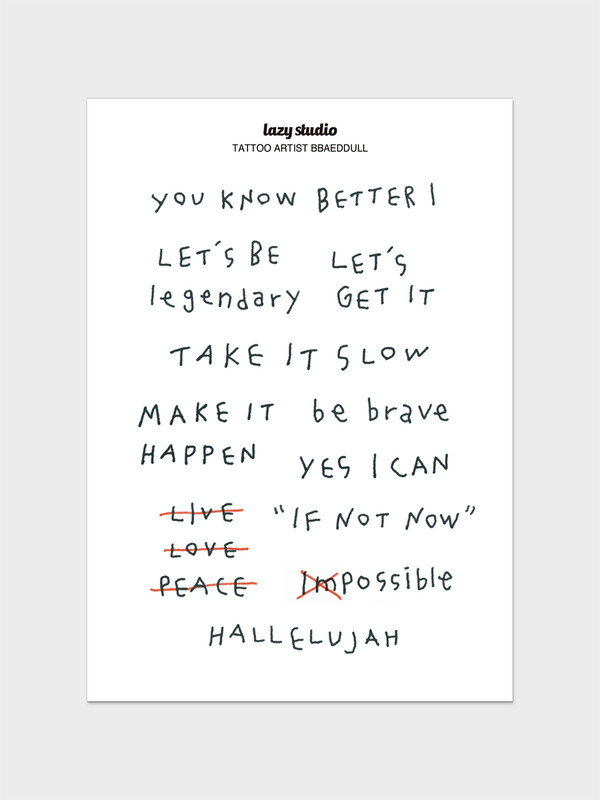 lazy studio
TATTOO ARTIST BBAEDDULL
YOU KNOW BETTER I
LET'S BE
legendary
LET'S
GET IT
TAKE IT SLOW
MAKE IT
HAPPEN
be brave
YES I CAN
LIVE
LOVE
PEACE
"IF NOT NOW"
Impossible
HALLELUJAH